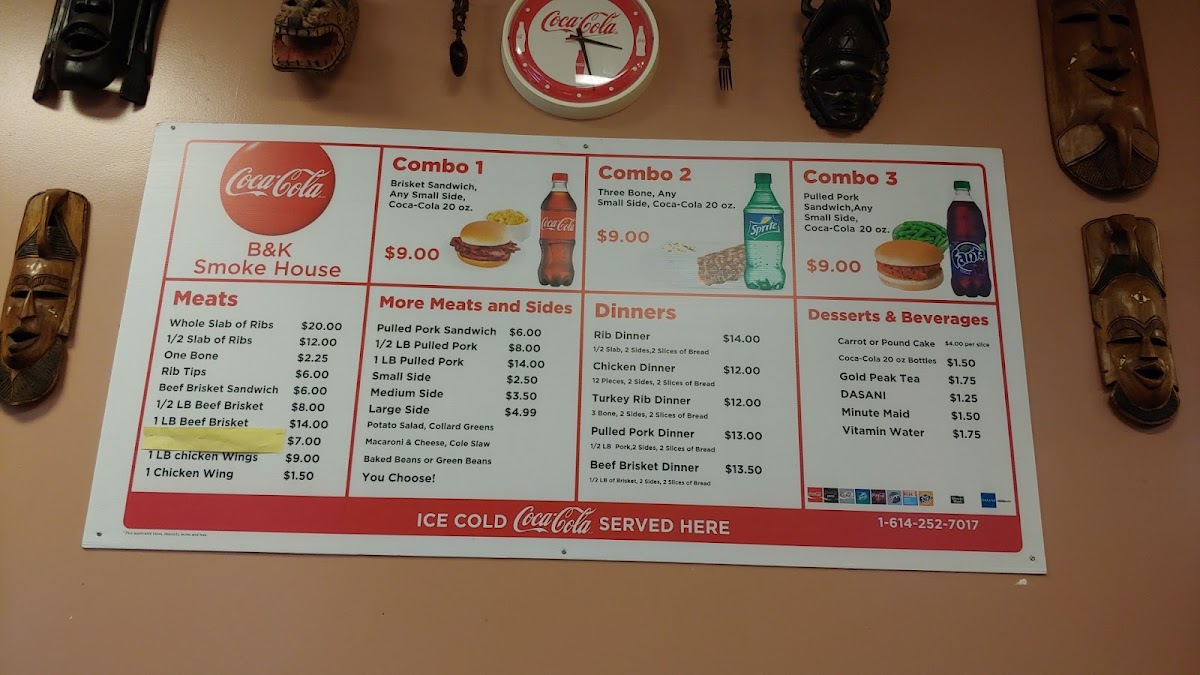 Coca-Cola
Coca-Cola
B&K
Smoke House
Combo 1
Brisket Sandwich,
Any Small Side,
Coca-Cola 20 oz.
$9.00
Coca-Cola
Combo 2
Three Bone, Any
Small Side, Coca-Cola 20 oz.
$9.00
Sprite
Combo 3
Pulled Pork
Sandwich,Any
Small Side,
Coca-Cola 20 oz.
$9.00
Fanta
Meats
Whole Slab of Ribs $20.00
1/2 Slab of Ribs $12.00
One Bone $2.25
Rib Tips $6.00
Beef Brisket Sandwich $6.00
1/2 LB Beef Brisket $8.00
1 LB Beef Brisket $14.00
$7.00
1 LB chicken Wings $9.00
1 Chicken Wing $1.50
More Meats and Sides
Pulled Pork Sandwich $6.00
1/2 LB Pulled Pork $8.00
1 LB Pulled Pork $14.00
Small Side $2.50
Medium Side $3.50
Large Side $4.99
Potato Salad, Collard Greens
Macaroni & Cheese, Cole Slaw
Baked Beans or Green Beans
You Choose!
Dinners
Rib Dinner $14.00
1/2 Slab, 2 Sides,2 Slices of Bread
Chicken Dinner $12.00
12 Pieces, 2 Sides, 2 Slices of Bread
Turkey Rib Dinner $12.00
3 Bone, 2 Sides, 2 Slices of Bread
Pulled Pork Dinner $13.00
1/2 LB Pork,2 Sides, 2 Slices of Bread
Beef Brisket Dinner $13.50
1/2 LB of Brisket, 2 Sides, 2 Slices of Bread
Desserts & Beverages
Carrot or Pound Cake $4.00 per slice
Coca-Cola 20 oz Bottles $1.50
Gold Peak Tea $1.75
DASANI $1.25
Minute Maid $1.50
Vitamin Water $1.75
ICE COLD Coca-Cola SERVED HERE
1-614-252-7017